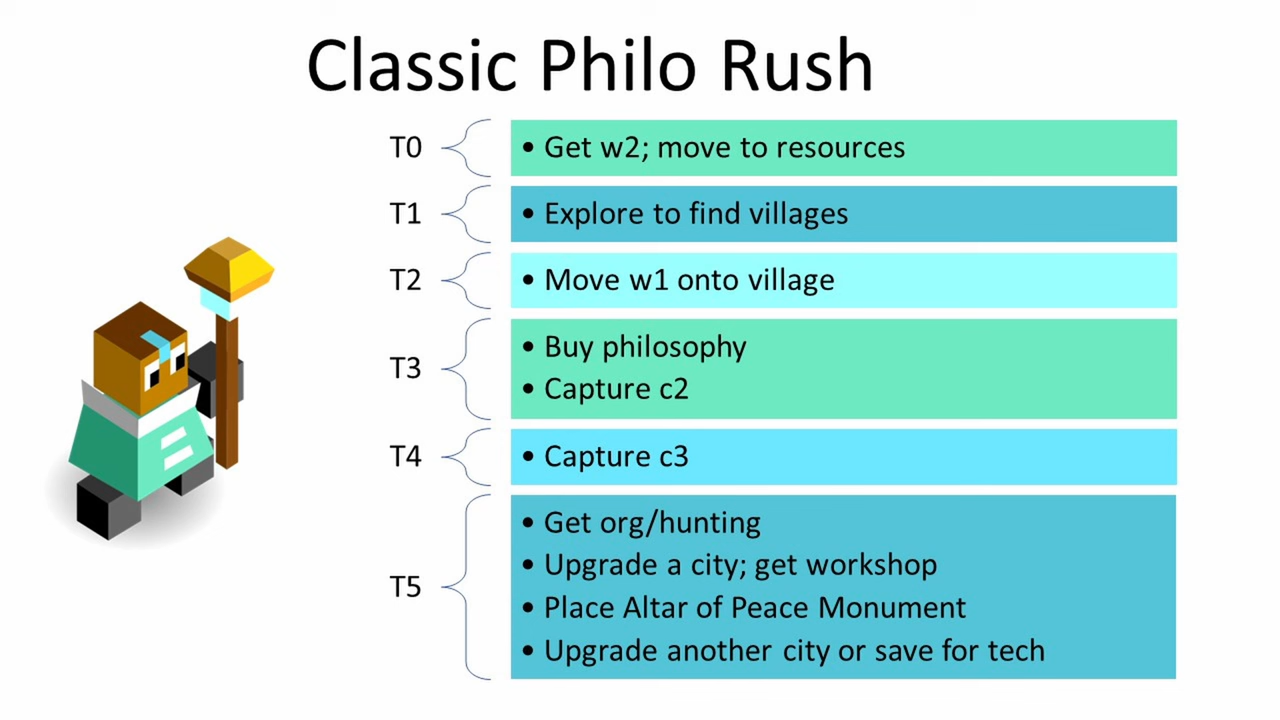 Classic Philo Rush
T0
• Get w2; move to resources
T1
• Explore to find villages
T2
• Move w1 onto village
T3
• Buy philosophy
• Capture c2
T4
• Capture c3
T5
• Get org/hunting
• Upgrade a city; get workshop
• Place Altar of Peace Monument
• Upgrade another city or save for tech